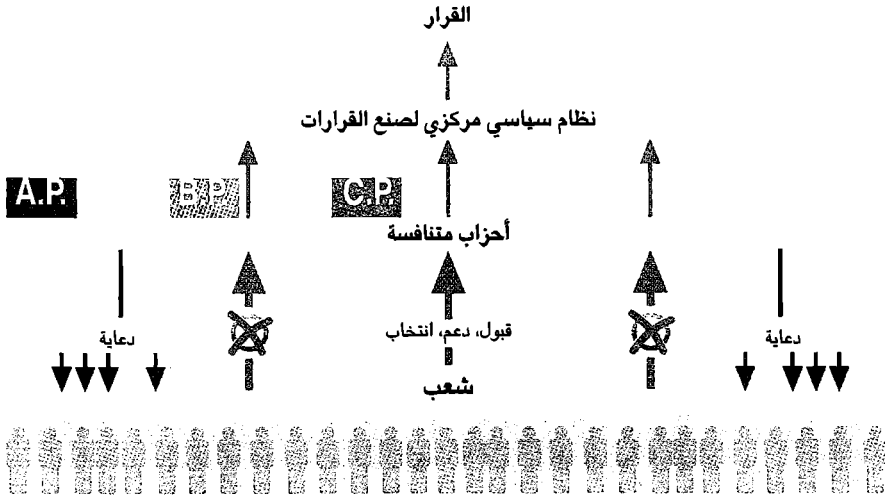 القرار
نظام سياسي مركزي لصنع القرارات
A.P. B.P. C.P.
أحزاب متنافسة
دعاية قبول، دعم، انتخاب دعاية
شعب